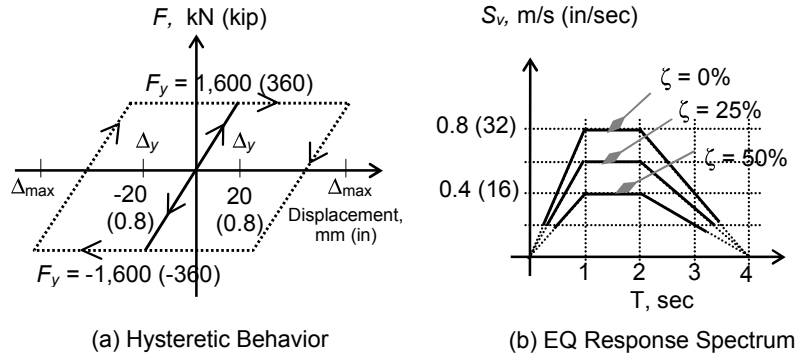 F, kN (kip)
F_y = 1,600 (360)
Δ_y
Δ_y
Δ_max
-20
(0.8)
20
(0.8)
Δ_max
Displacement,
mm (in)
F_y = -1,600 (-360)
(a) Hysteretic Behavior
S_v, m/s (in/sec)
ζ = 0%
ζ = 25%
ζ = 50%
0.8 (32)
0.4 (16)
1 2 3 4
T, sec
(b) EQ Response Spectrum